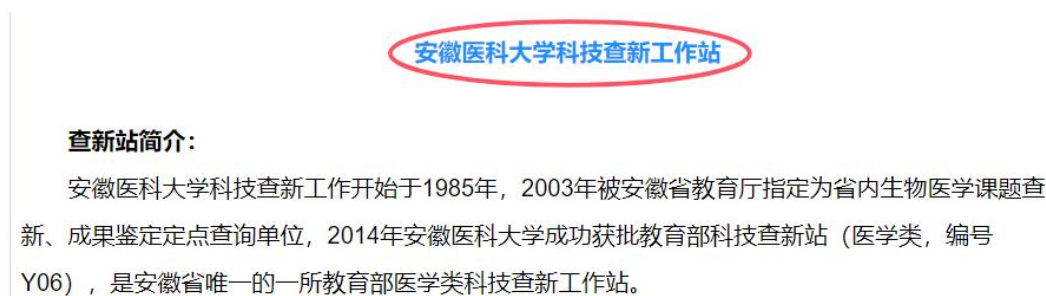 安徽医科大学科技查新工作站
查新站简介：
安徽医科大学科技查新工作开始于1985年，2003年被安徽省教育厅指定为省内生物医学课题查
新、成果鉴定定点查询单位，2014年安徽医科大学成功获批教育部科技查新站（医学类，编号
Y06），是安徽省唯一的一所教育部医学类科技查新工作站。